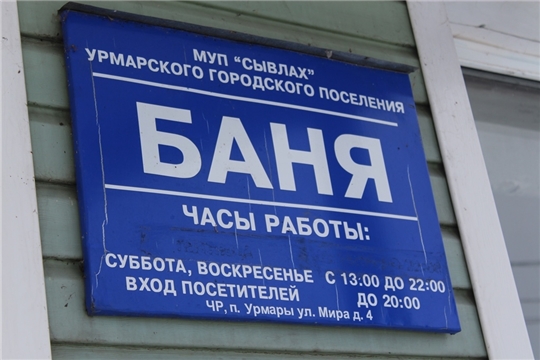 МУП "СЫВЛАХ"
УРМАРСКОГО ГОРОДСКОГО ПОСЕЛЕНИЯ
БАНЯ
ЧАСЫ РАБОТЫ:
СУББОТА, ВОСКРЕСЕНЬЕ С 13:00 ДО 22:00
ВХОД ПОСЕТИТЕЛЕЙ ДО 20:00
ЧР, п. Урмары ул. Мира д. 4